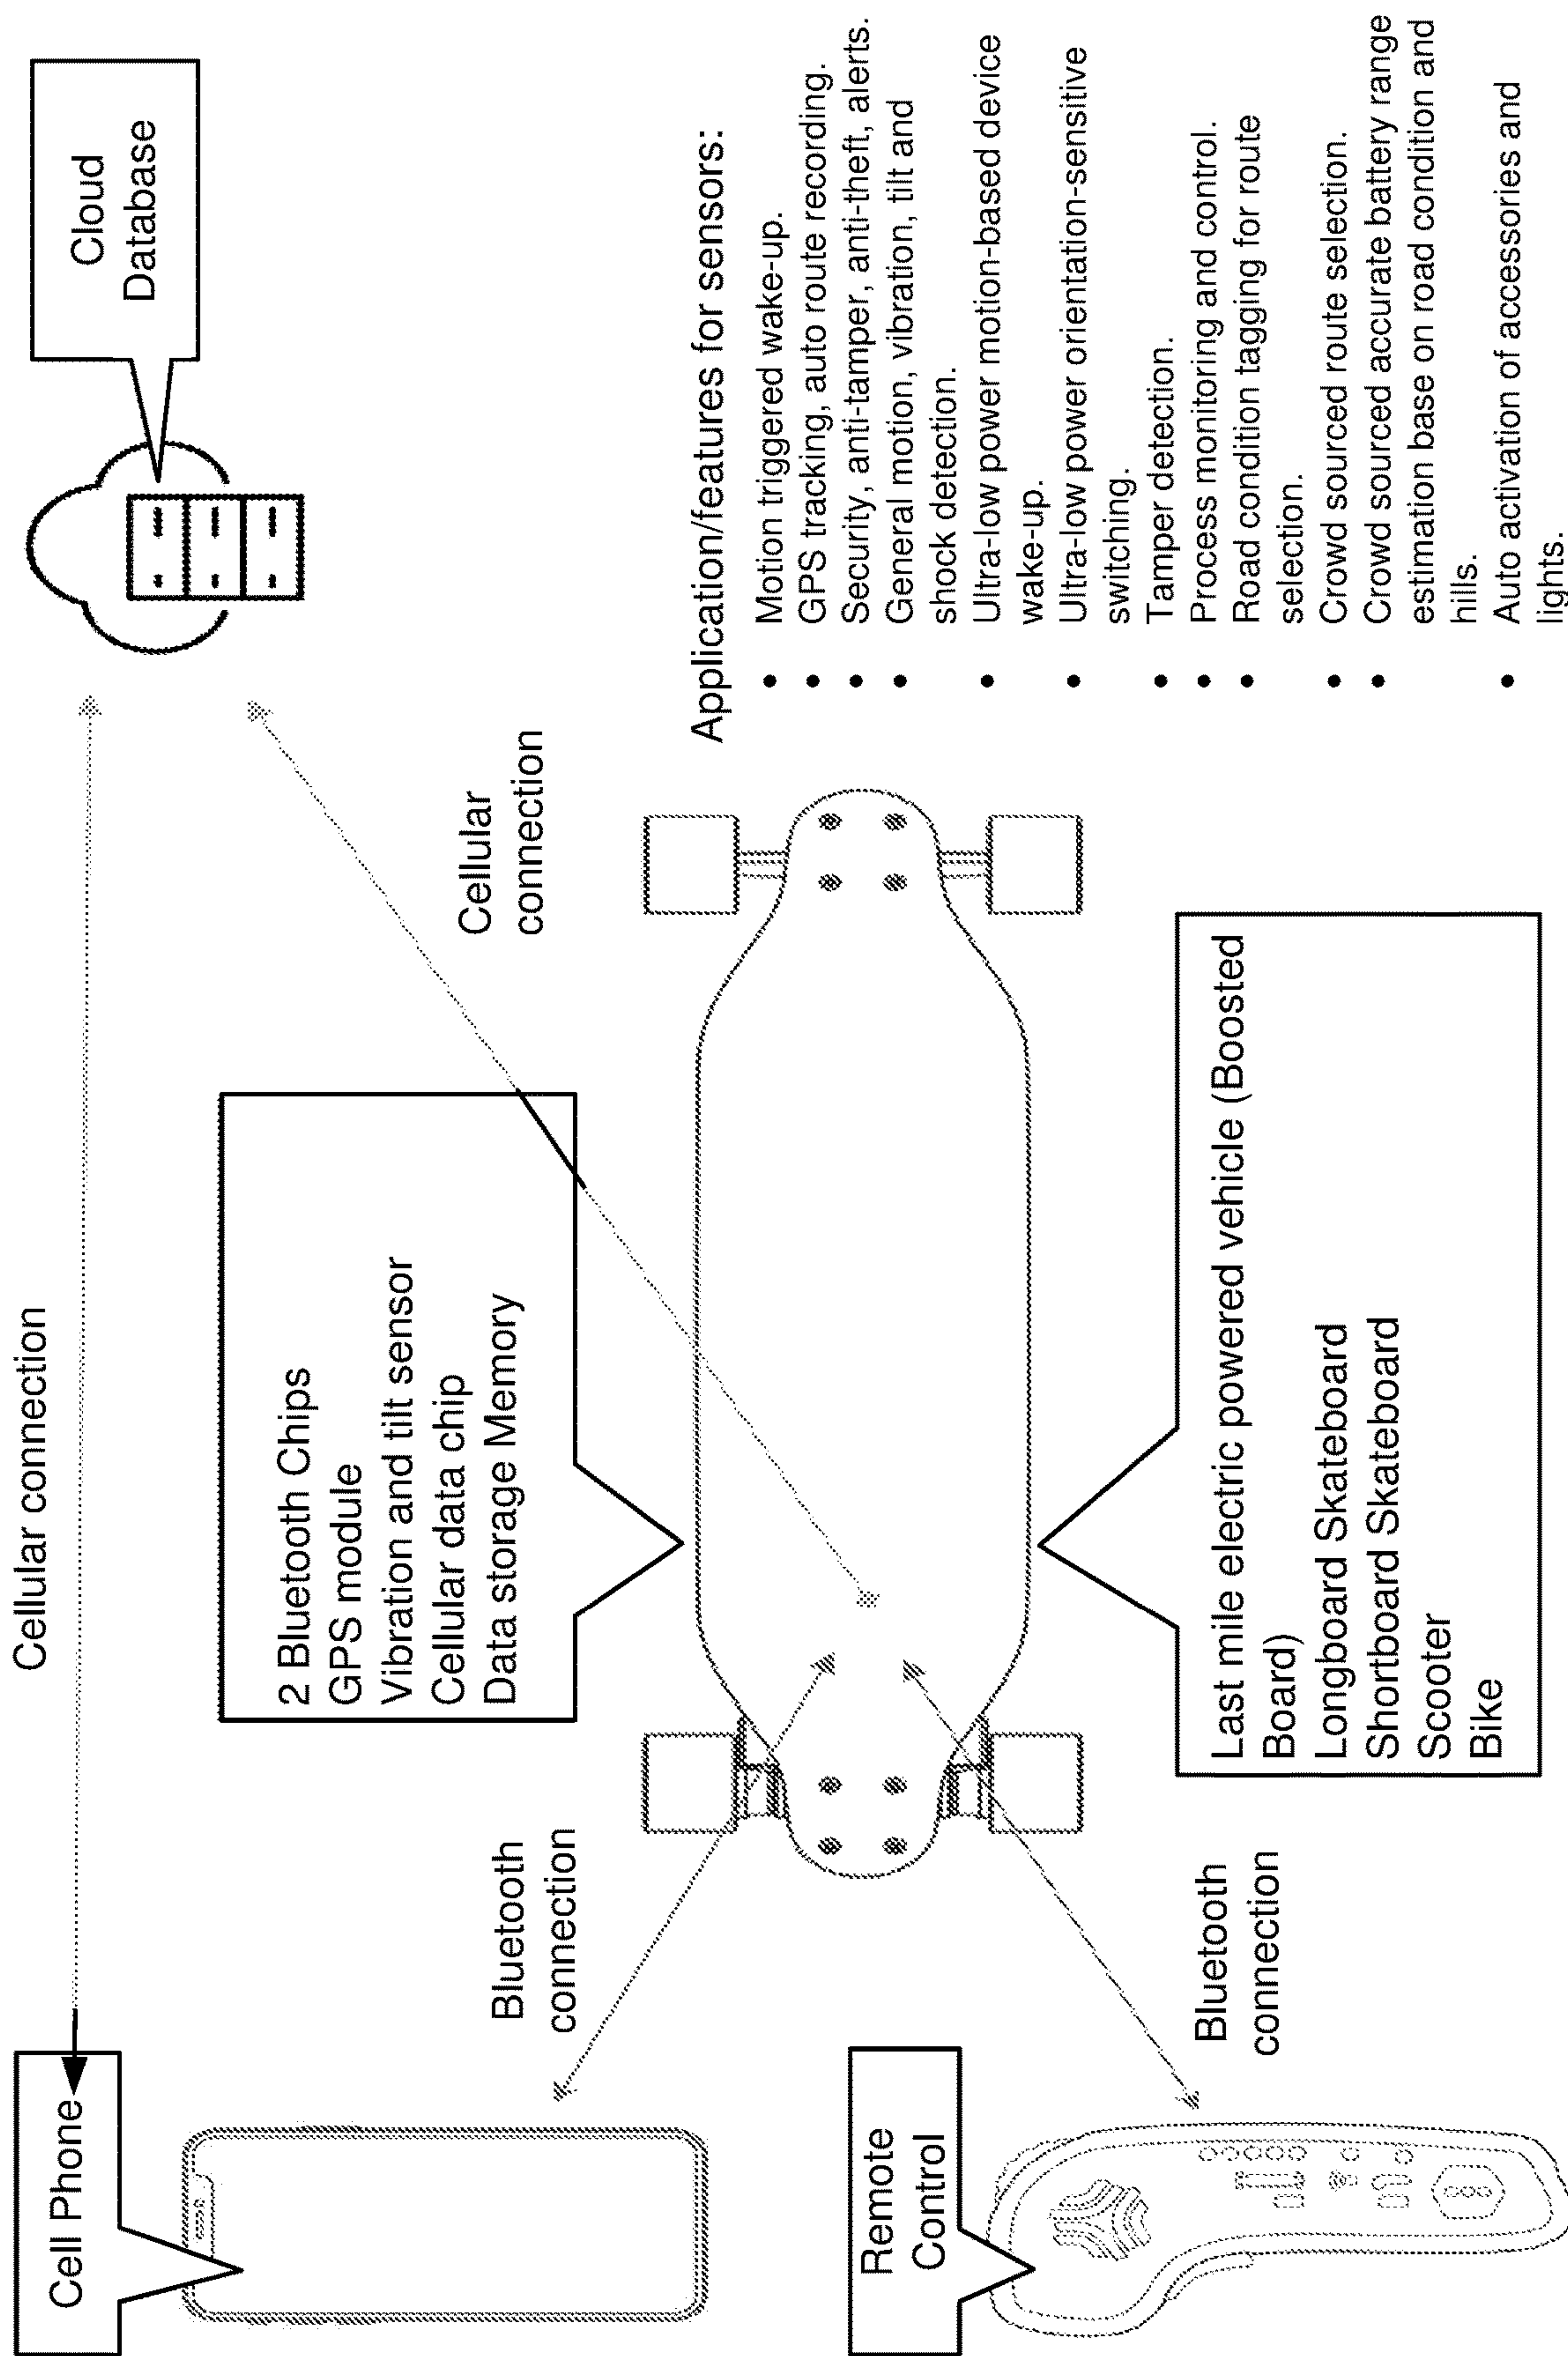 Cellular connection
Cell Phone
Cloud
Database
2 Bluetooth Chips
GPS module
Vibration and tilt sensor
Cellular data chip
Data storage Memory
Cellular
connection
Bluetooth
connection
Remote
Control
Bluetooth
connection
Last mile electric powered vehicle (Boosted
Board)
Longboard Skateboard
Shortboard Skateboard
Scooter
Bike
Application/features for sensors:
• Motion triggered wake-up.
• GPS tracking, auto route recording.
• Security, anti-tamper, anti-theft, alerts.
• General motion, vibration, tilt and
shock detection.
• Ultra-low power motion-based device
wake-up.
• Ultra-low power orientation-sensitive
switching.
• Tamper detection.
• Process monitoring and control.
• Road condition tagging for route
selection.
• Crowd sourced route selection.
• Crowd sourced accurate battery range
estimation base on road condition and
hills.
• Auto activation of accessories and
lights.